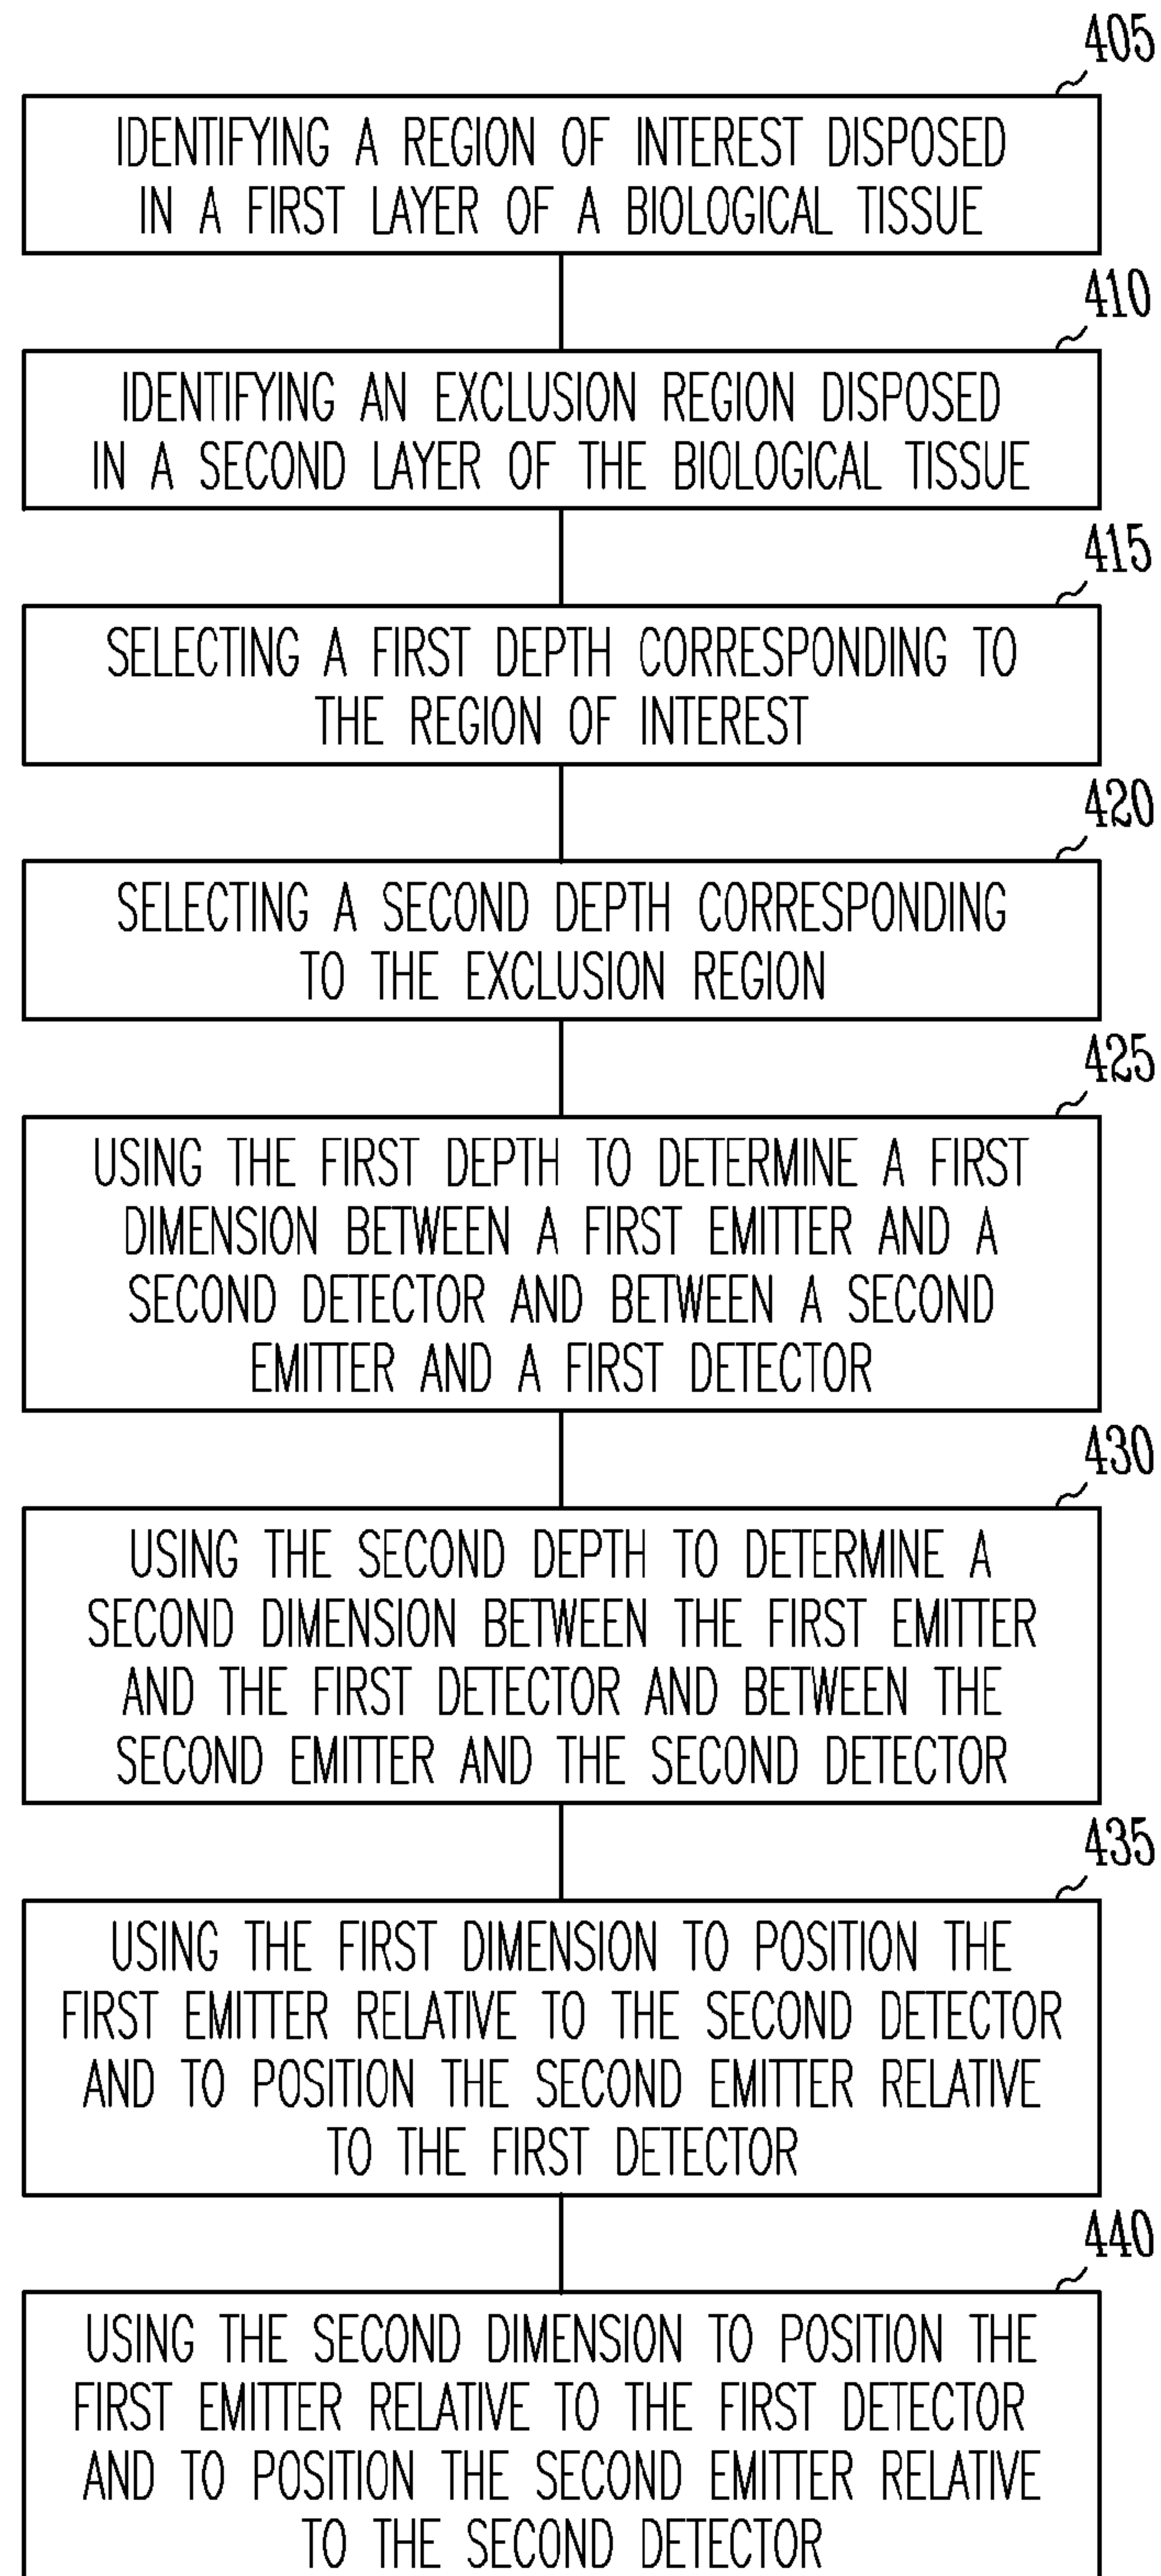 405
IDENTIFYING A REGION OF INTEREST DISPOSED
IN A FIRST LAYER OF A BIOLOGICAL TISSUE
410
IDENTIFYING AN EXCLUSION REGION DISPOSED
IN A SECOND LAYER OF THE BIOLOGICAL TISSUE
415
SELECTING A FIRST DEPTH CORRESPONDING TO
THE REGION OF INTEREST
420
SELECTING A SECOND DEPTH CORRESPONDING
TO THE EXCLUSION REGION
425
USING THE FIRST DEPTH TO DETERMINE A FIRST
DIMENSION BETWEEN A FIRST EMITTER AND A
SECOND DETECTOR AND BETWEEN A SECOND
EMITTER AND A FIRST DETECTOR
430
USING THE SECOND DEPTH TO DETERMINE A
SECOND DIMENSION BETWEEN THE FIRST EMITTER
AND THE FIRST DETECTOR AND BETWEEN THE
SECOND EMITTER AND THE SECOND DETECTOR
435
USING THE FIRST DIMENSION TO POSITION THE
FIRST EMITTER RELATIVE TO THE SECOND DETECTOR
AND TO POSITION THE SECOND EMITTER RELATIVE
TO THE FIRST DETECTOR
440
USING THE SECOND DIMENSION TO POSITION THE
FIRST EMITTER RELATIVE TO THE FIRST DETECTOR
AND TO POSITION THE SECOND EMITTER RELATIVE
TO THE SECOND DETECTOR